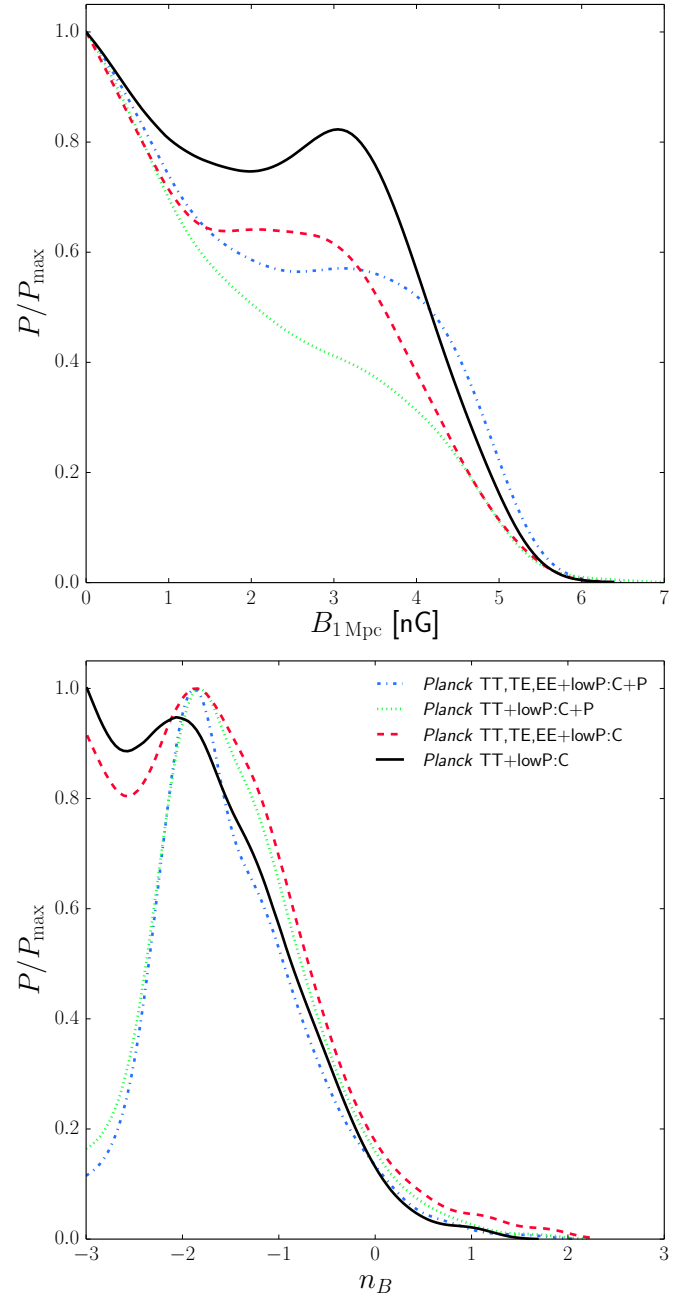 1.0
0.8
0.6
0.4
0.2
0.0
P/P_max
0 1 2 3 4 5 6 7
B_{1 Mpc} [nG]
Planck TT,TE,EE+lowP:C+P
Planck TT+lowP:C+P
Planck TT,TE,EE+lowP:C
Planck TT+lowP:C
1.0
0.8
0.6
0.4
0.2
0.0
P/P_max
−3 −2 −1 0 1 2 3
n_B